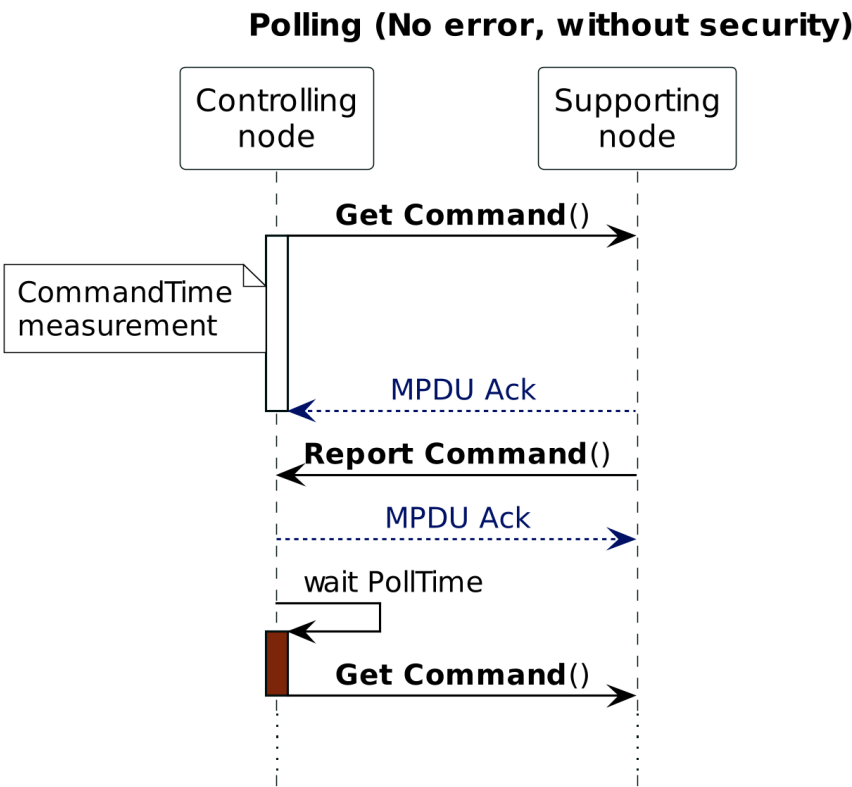 Polling (No error, without security)
Controlling
node
Supporting
node
Get Command()
CommandTime
measurement
MPDU Ack
Report Command()
MPDU Ack
wait PollTime
Get Command()